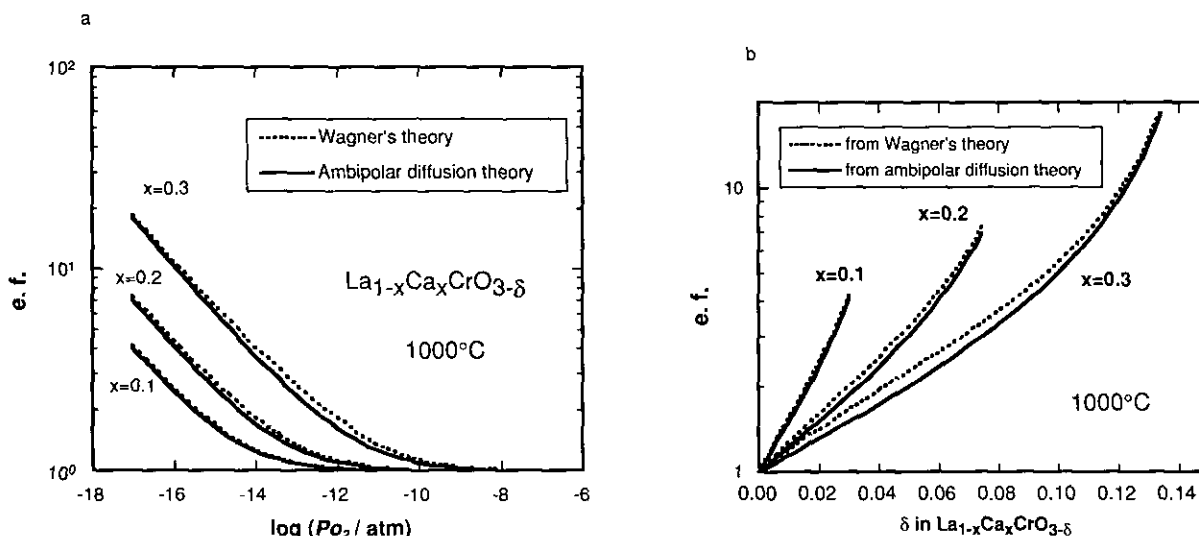 a
10²
Wagner's theory
Ambipolar diffusion theory
x=0.3
e. f.
10¹
x=0.2
La₁₋ₓCaₓCrO₃₋δ
1000°C
x=0.1
10⁰
-18 -16 -14 -12 -10 -8 -6
log (Po₂ / atm)
b
from Wagner's theory
from ambipolar diffusion theory
10
x=0.2
x=0.1
x=0.3
e. f.
1000°C
1
0.00 0.02 0.04 0.06 0.08 0.10 0.12 0.14
δ in La₁₋ₓCaₓCrO₃₋δ